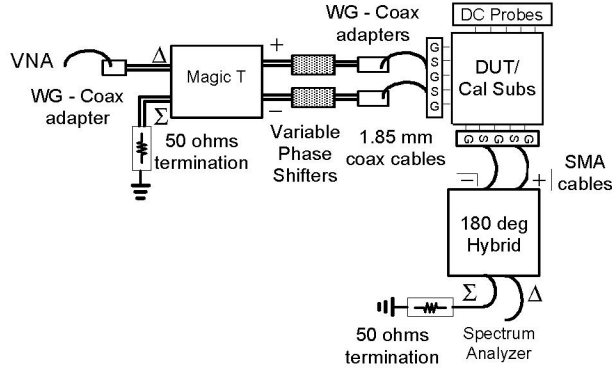 WG - Coax
adapters
DC Probes
VNA
Δ
+
Magic T
G
S
G
S
G
DUT/
Cal Subs
WG - Coax
adapter
Σ
−
50 ohms
termination
Variable
Phase
Shifters
1.85 mm
coax cables
G S G S G
SMA
cables
−
+
180 deg
Hybrid
Σ
Δ
50 ohms
termination
Spectrum
Analyzer